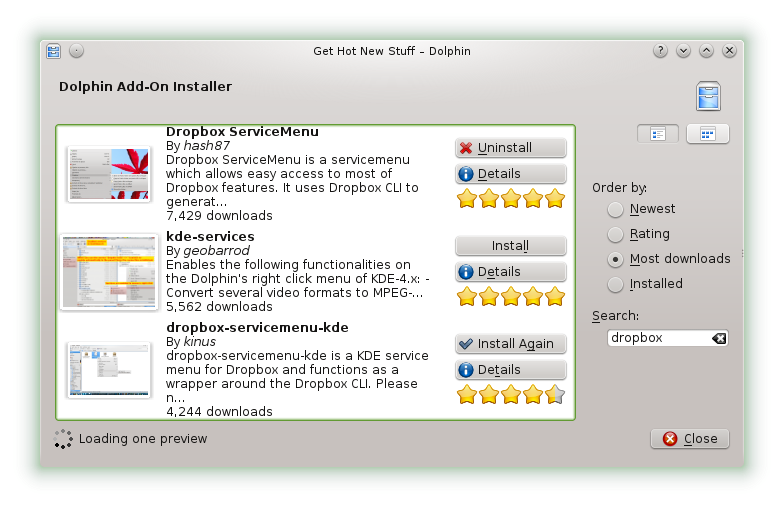 Get Hot New Stuff – Dolphin
Dolphin Add-On Installer
Dropbox ServiceMenu
By hash87
Dropbox ServiceMenu is a servicemenu
which allows easy access to most of
Dropbox features. It uses Dropbox CLI to
generat...
7,429 downloads
Uninstall
Details
kde-services
By geobarrod
Enables the following functionalities on
the Dolphin's right click menu of KDE-4.x: -
Convert several video formats to MPEG-...
5,562 downloads
Install
Details
dropbox-servicemenu-kde
By kinus
dropbox-servicemenu-kde is a KDE service
menu for Dropbox and functions as a
wrapper around the Dropbox CLI. Please
n...
4,244 downloads
Install Again
Details
Order by:
Newest
Rating
Most downloads
Installed
Search:
dropbox
Loading one preview
Close